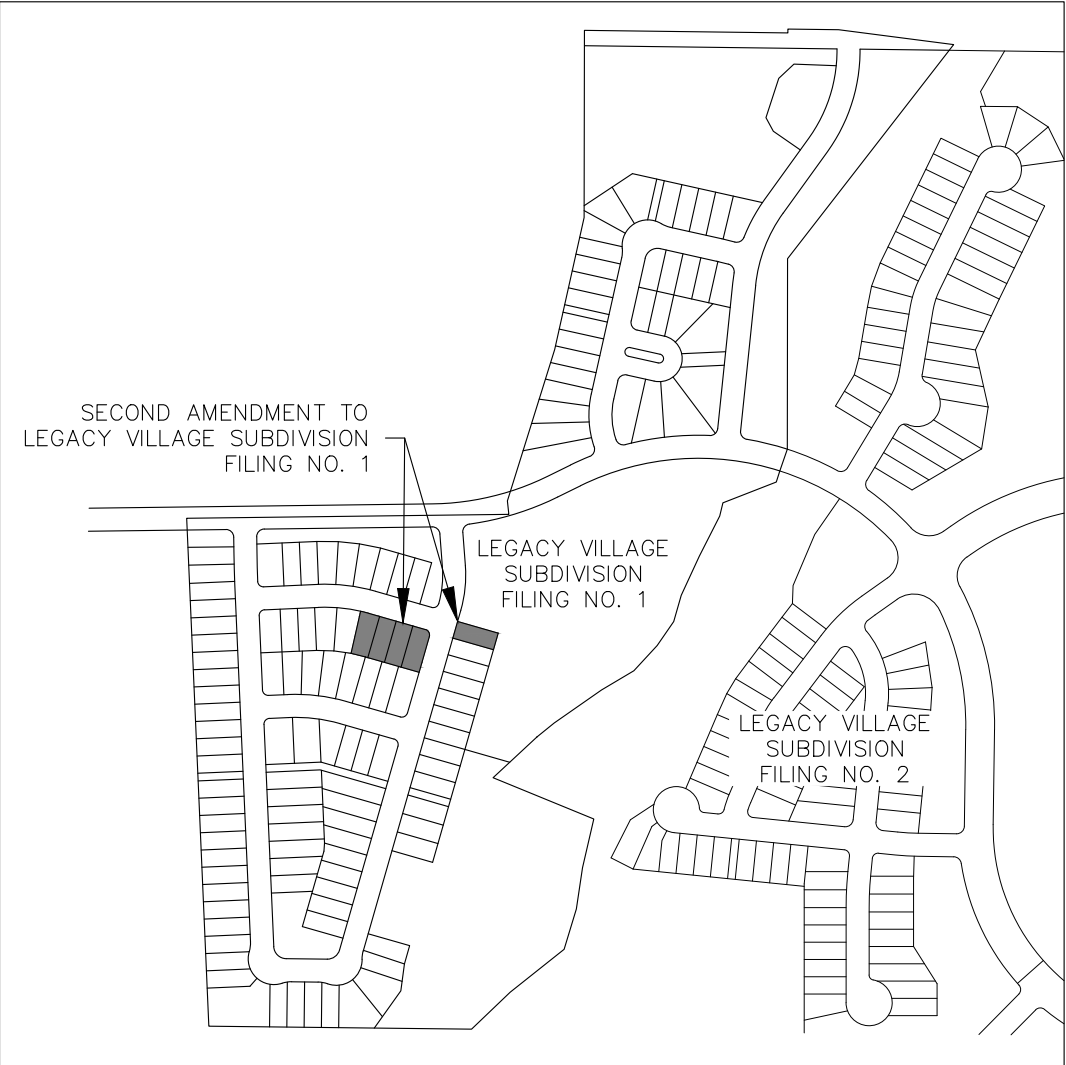 SECOND AMENDMENT TO
LEGACY VILLAGE SUBDIVISION
FILING NO. 1
LEGACY VILLAGE
SUBDIVISION
FILING NO. 1
LEGACY VILLAGE
SUBDIVISION
FILING NO. 2